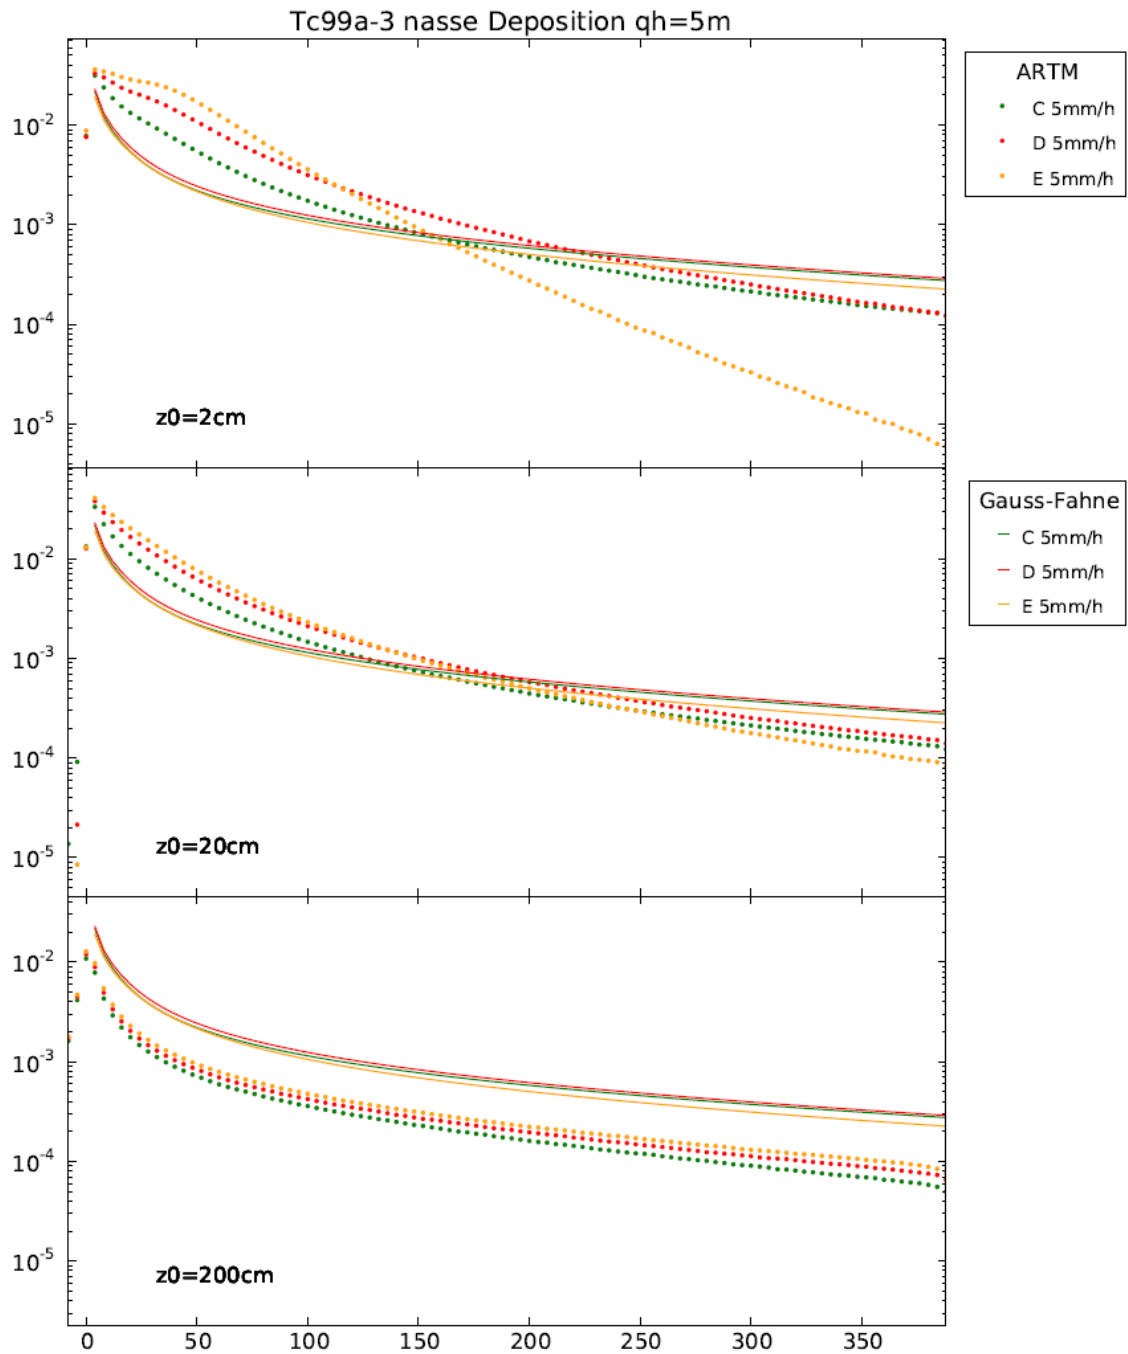 Tc99a-3 nasse Deposition qh=5m
ARTM
C 5mm/h
D 5mm/h
E 5mm/h
10^-2
10^-3
10^-4
10^-5
z0=2cm
Gauss-Fahne
C 5mm/h
D 5mm/h
E 5mm/h
10^-2
10^-3
10^-4
10^-5
z0=20cm
10^-2
10^-3
10^-4
10^-5
z0=200cm
0 50 100 150 200 250 300 350